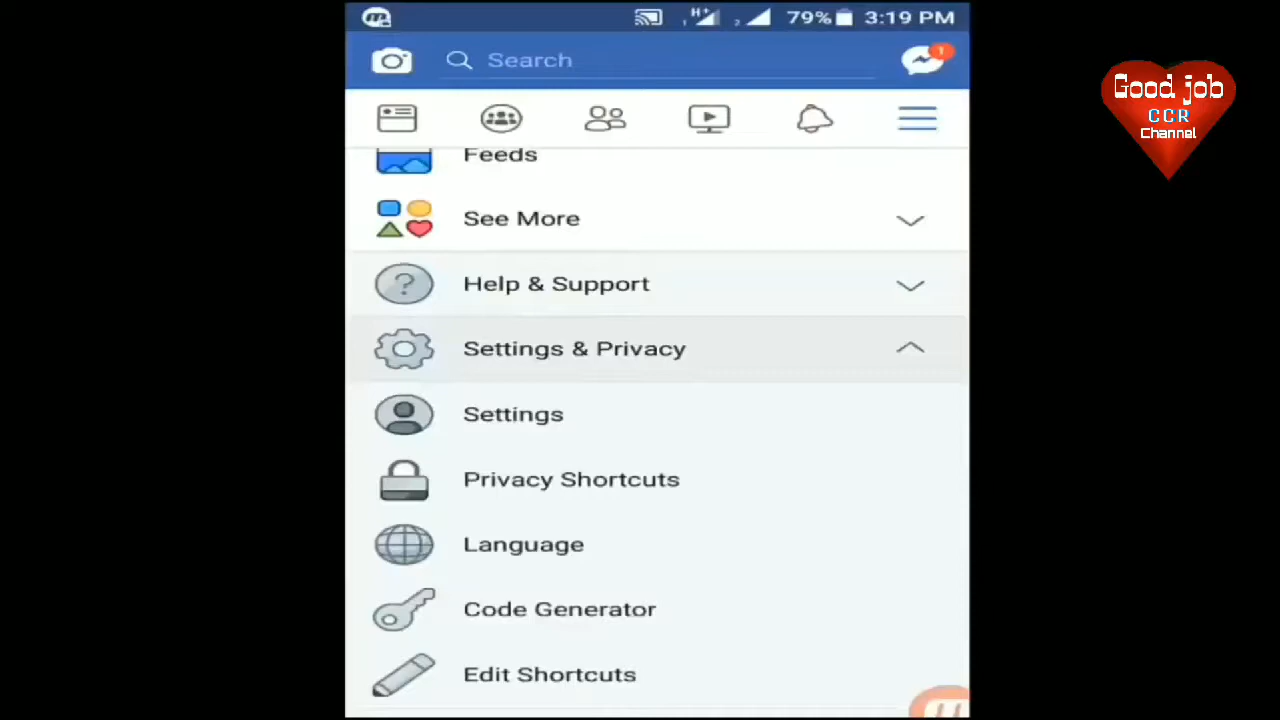 79% 3:19 PM
Search
1
Good job
CCR
Channel
Feeds
See More
Help & Support
Settings & Privacy
Settings
Privacy Shortcuts
Language
Code Generator
Edit Shortcuts